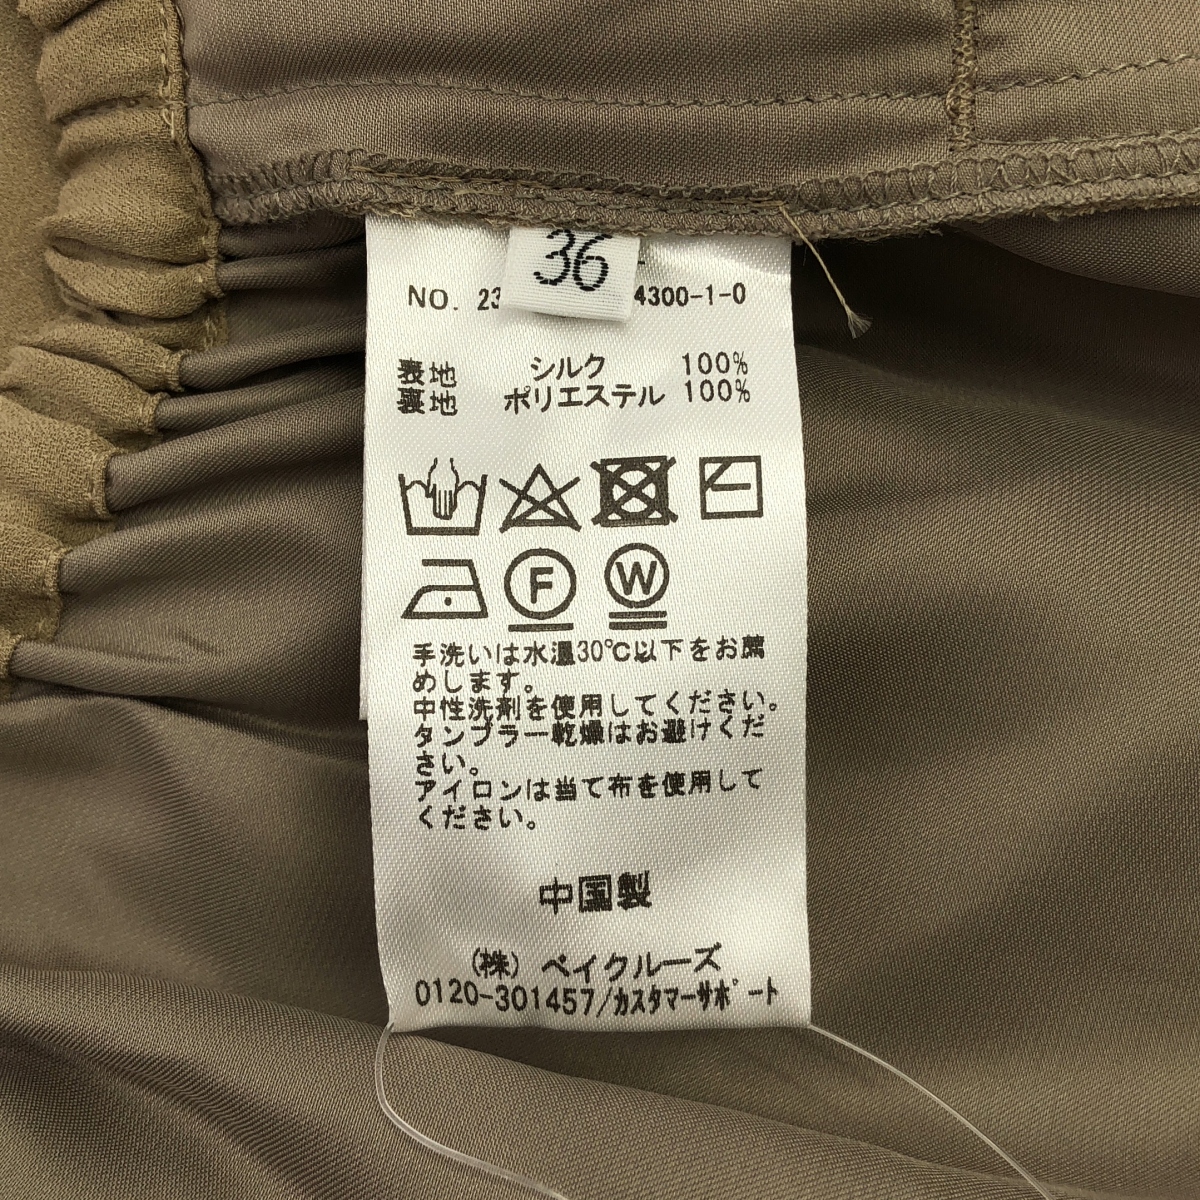 36
NO. 23 4300-1-0
表地 シルク 100%
裏地 ポリエステル 100%
F W
手洗いは水温30℃以下をお薦
めします。
中性洗剤を使用してください。
タンブラー乾燥はお避けくだ
さい。
アイロンは当て布を使用して
ください。
中国製
(株) ベイクルーズ
0120-301457/カスタマーサポート